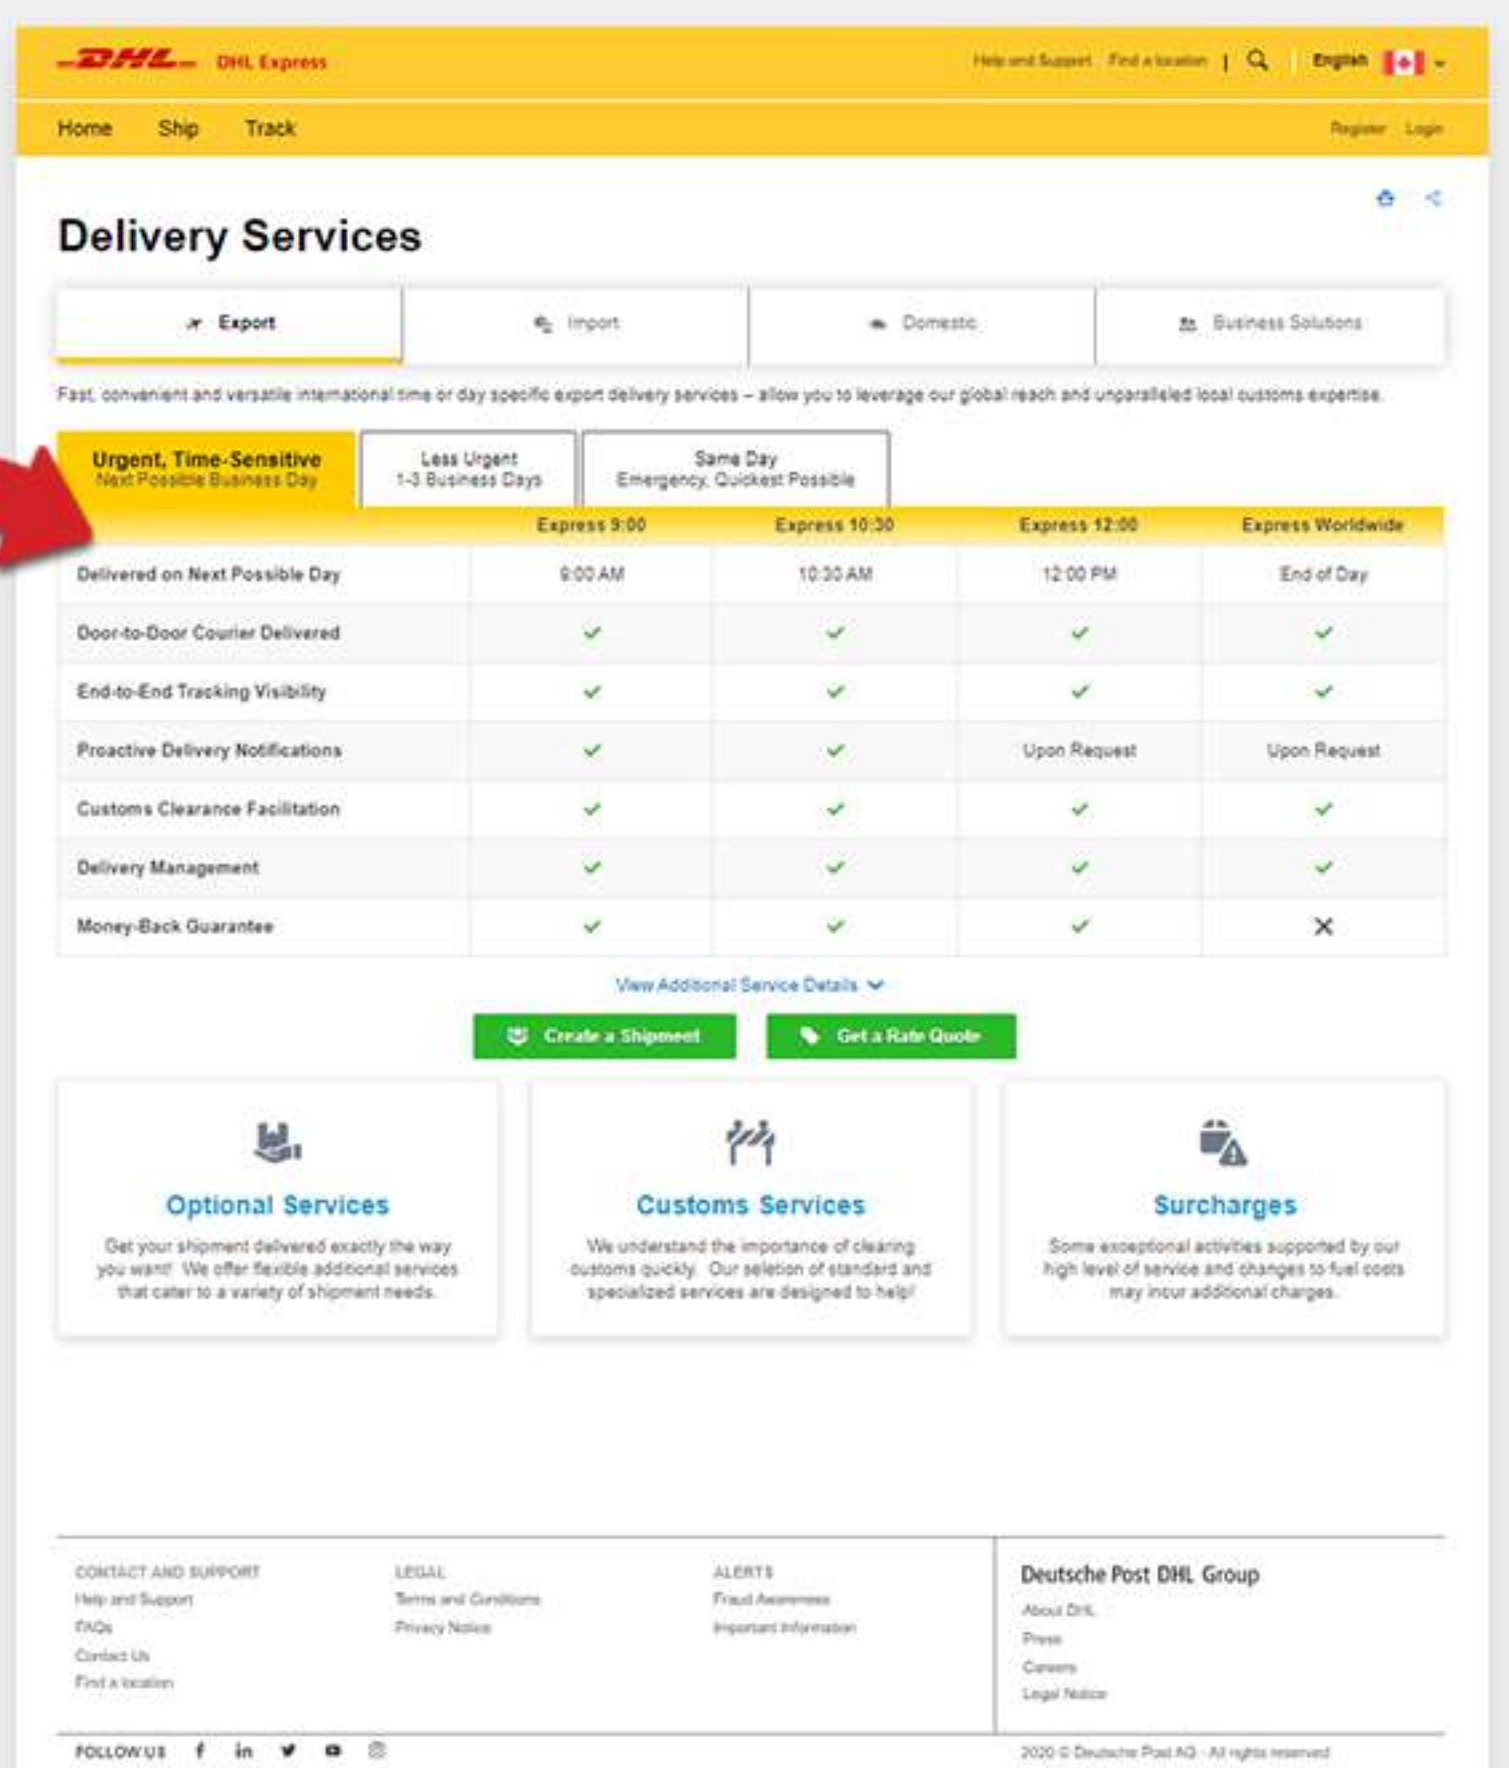 DHL DHL Express
Help and Support Find a location | English
Home Ship Track Register Login
Delivery Services
Export Import Domestic Business Solutions
Fast, convenient and versatile international time or day specific export delivery services – allow you to leverage our global reach and unparalleled local customs expertise.
Urgent, Time-Sensitive
Next Possible Business Day
Less Urgent
1-3 Business Days
Same Day
Emergency, Quickest Possible
Express 9:00 Express 10:30 Express 12:00 Express Worldwide
Delivered on Next Possible Day 9:00 AM 10:30 AM 12:00 PM End of Day
Door-to-Door Courier Delivered
End-to-End Tracking Visibility
Proactive Delivery Notifications Upon Request Upon Request
Customs Clearance Facilitation
Delivery Management
Money-Back Guarantee
View Additional Service Details
Create a Shipment Get a Rate Quote
Optional Services
Get your shipment delivered exactly the way
you want! We offer flexible additional services
that cater to a variety of shipment needs.
Customs Services
We understand the importance of clearing
customs quickly. Our seletion of standard and
specialized services are designed to help!
Surcharges
Some exceptional activities supported by our
high level of service and changes to fuel costs
may incur additional charges.
CONTACT AND SUPPORT
Help and Support
FAQs
Contact Us
Find a location
LEGAL
Terms and Conditions
Privacy Notice
ALERTS
Fraud Awareness
Important Information
Deutsche Post DHL Group
About DHL
Press
Careers
Legal Notice
FOLLOW US
2020 © Deutsche Post AG - All rights reserved